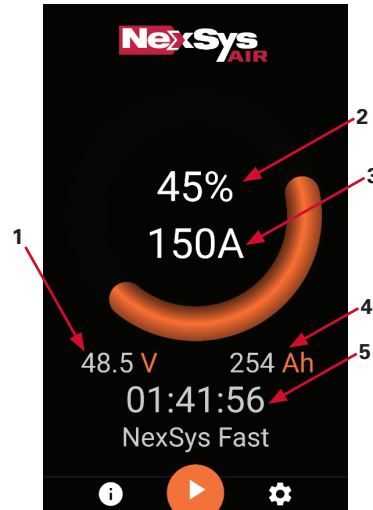 NexSys
AIR
2
45%
3
150A
1
4
48.5 V
254 Ah
5
01:41:56
NexSys Fast
i